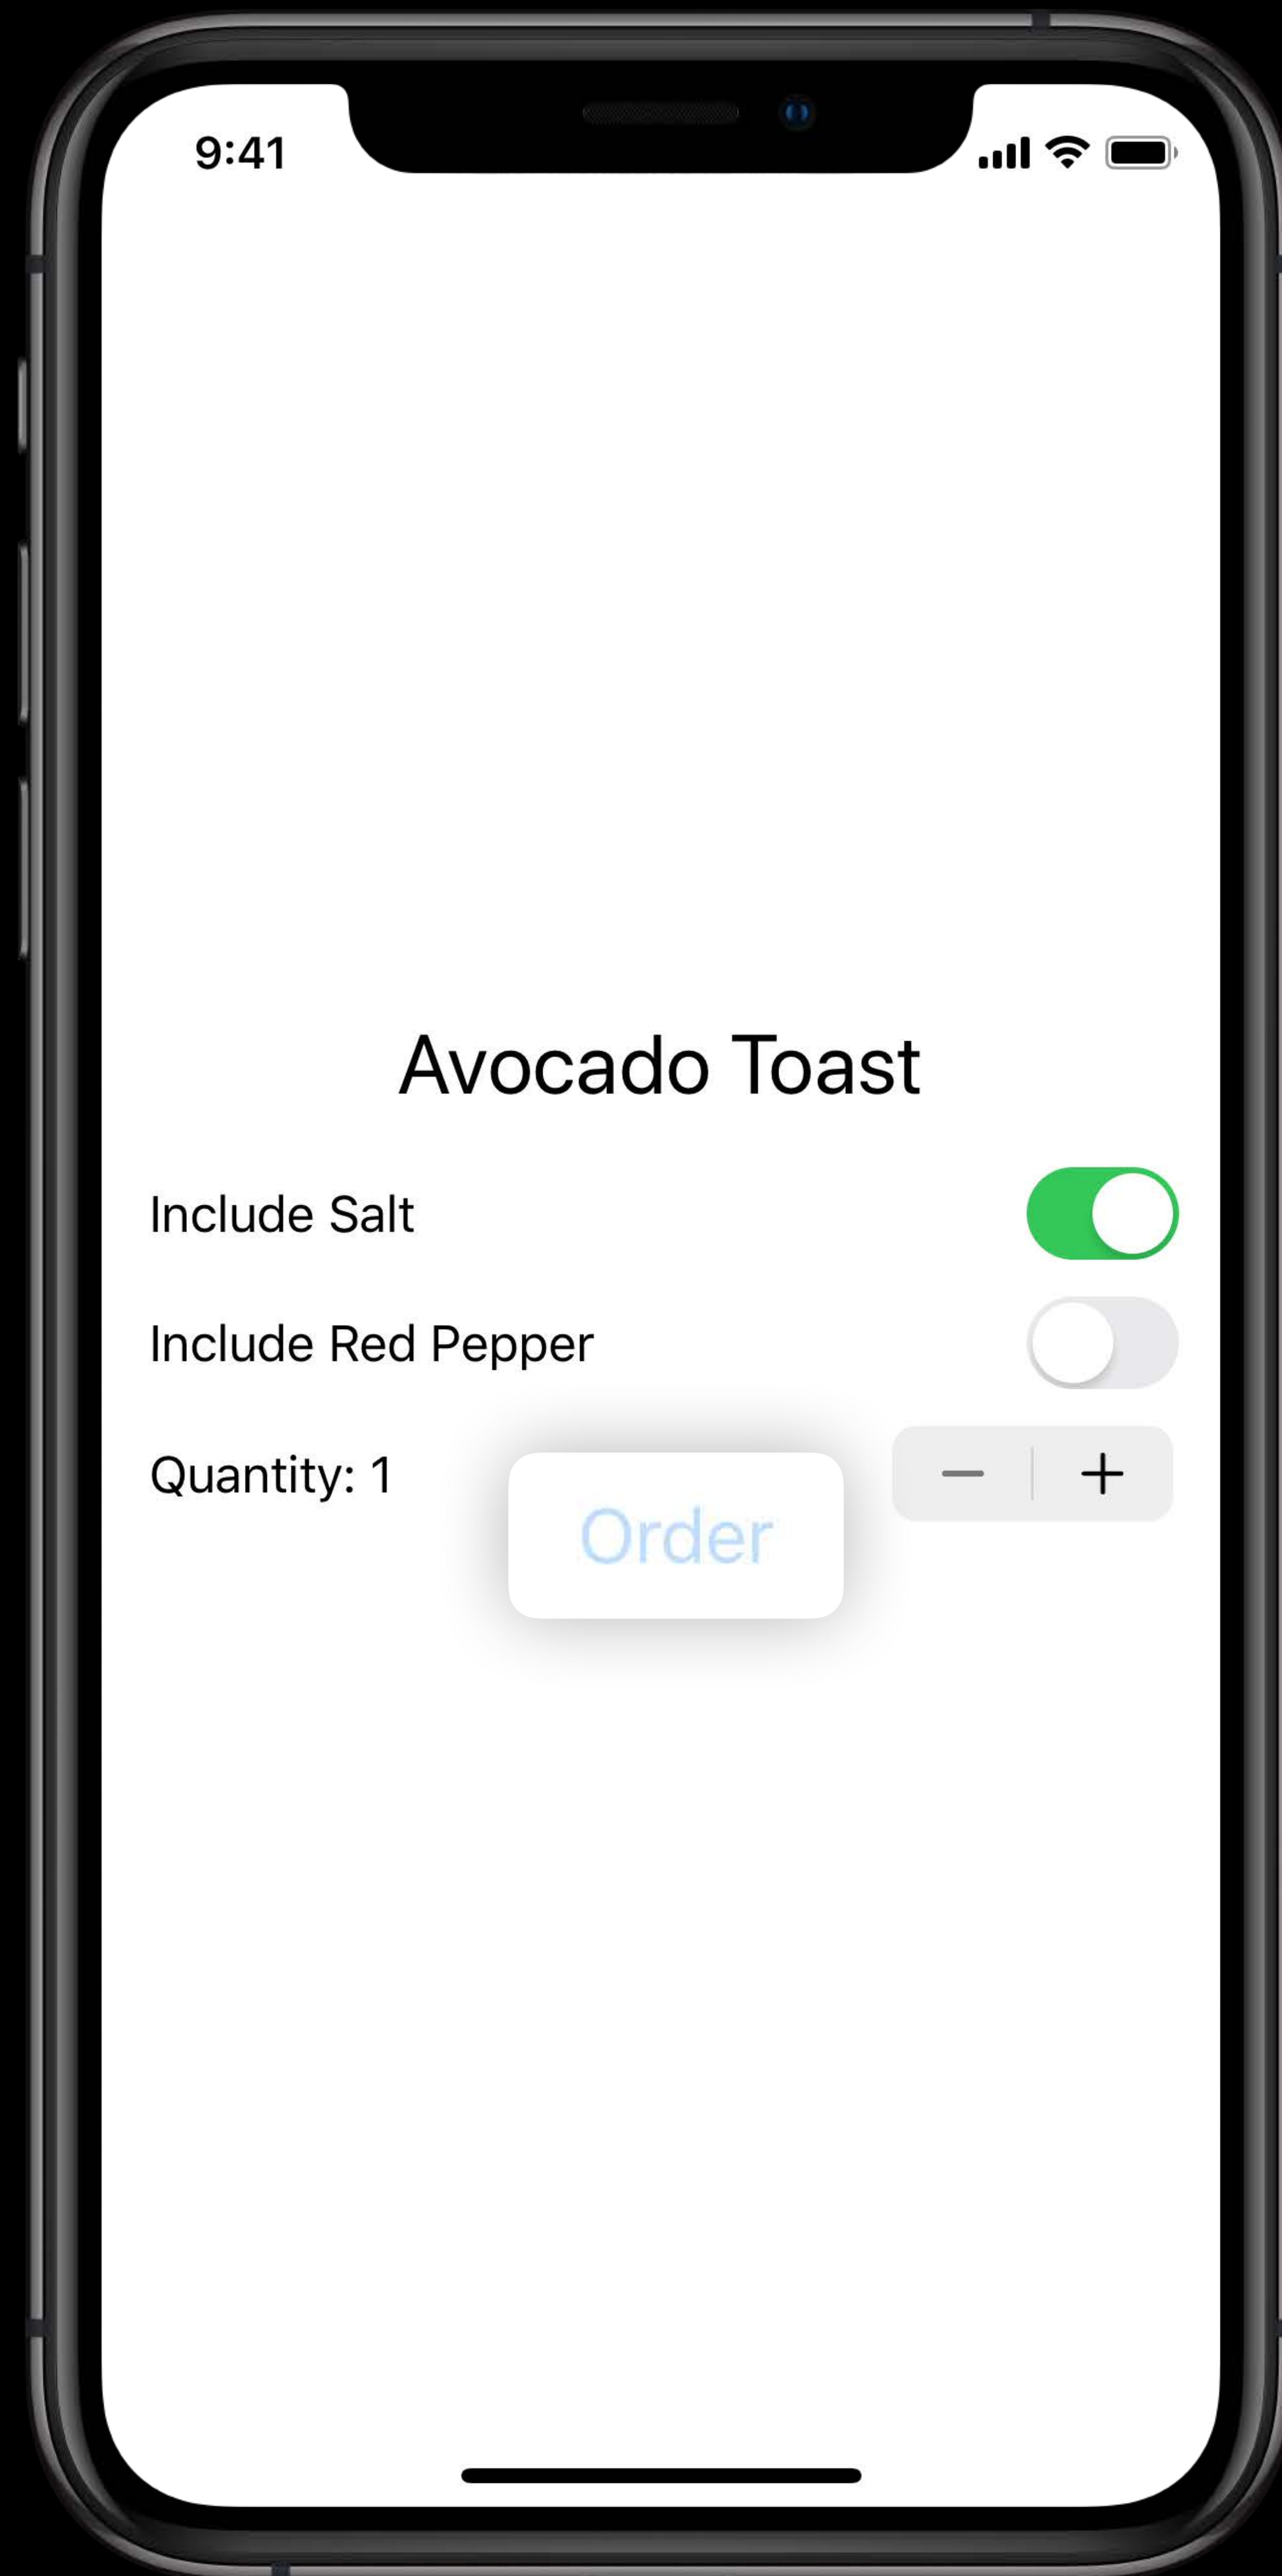 9:41
Avocado Toast
Include Salt
Include Red Pepper
Quantity: 1
Order